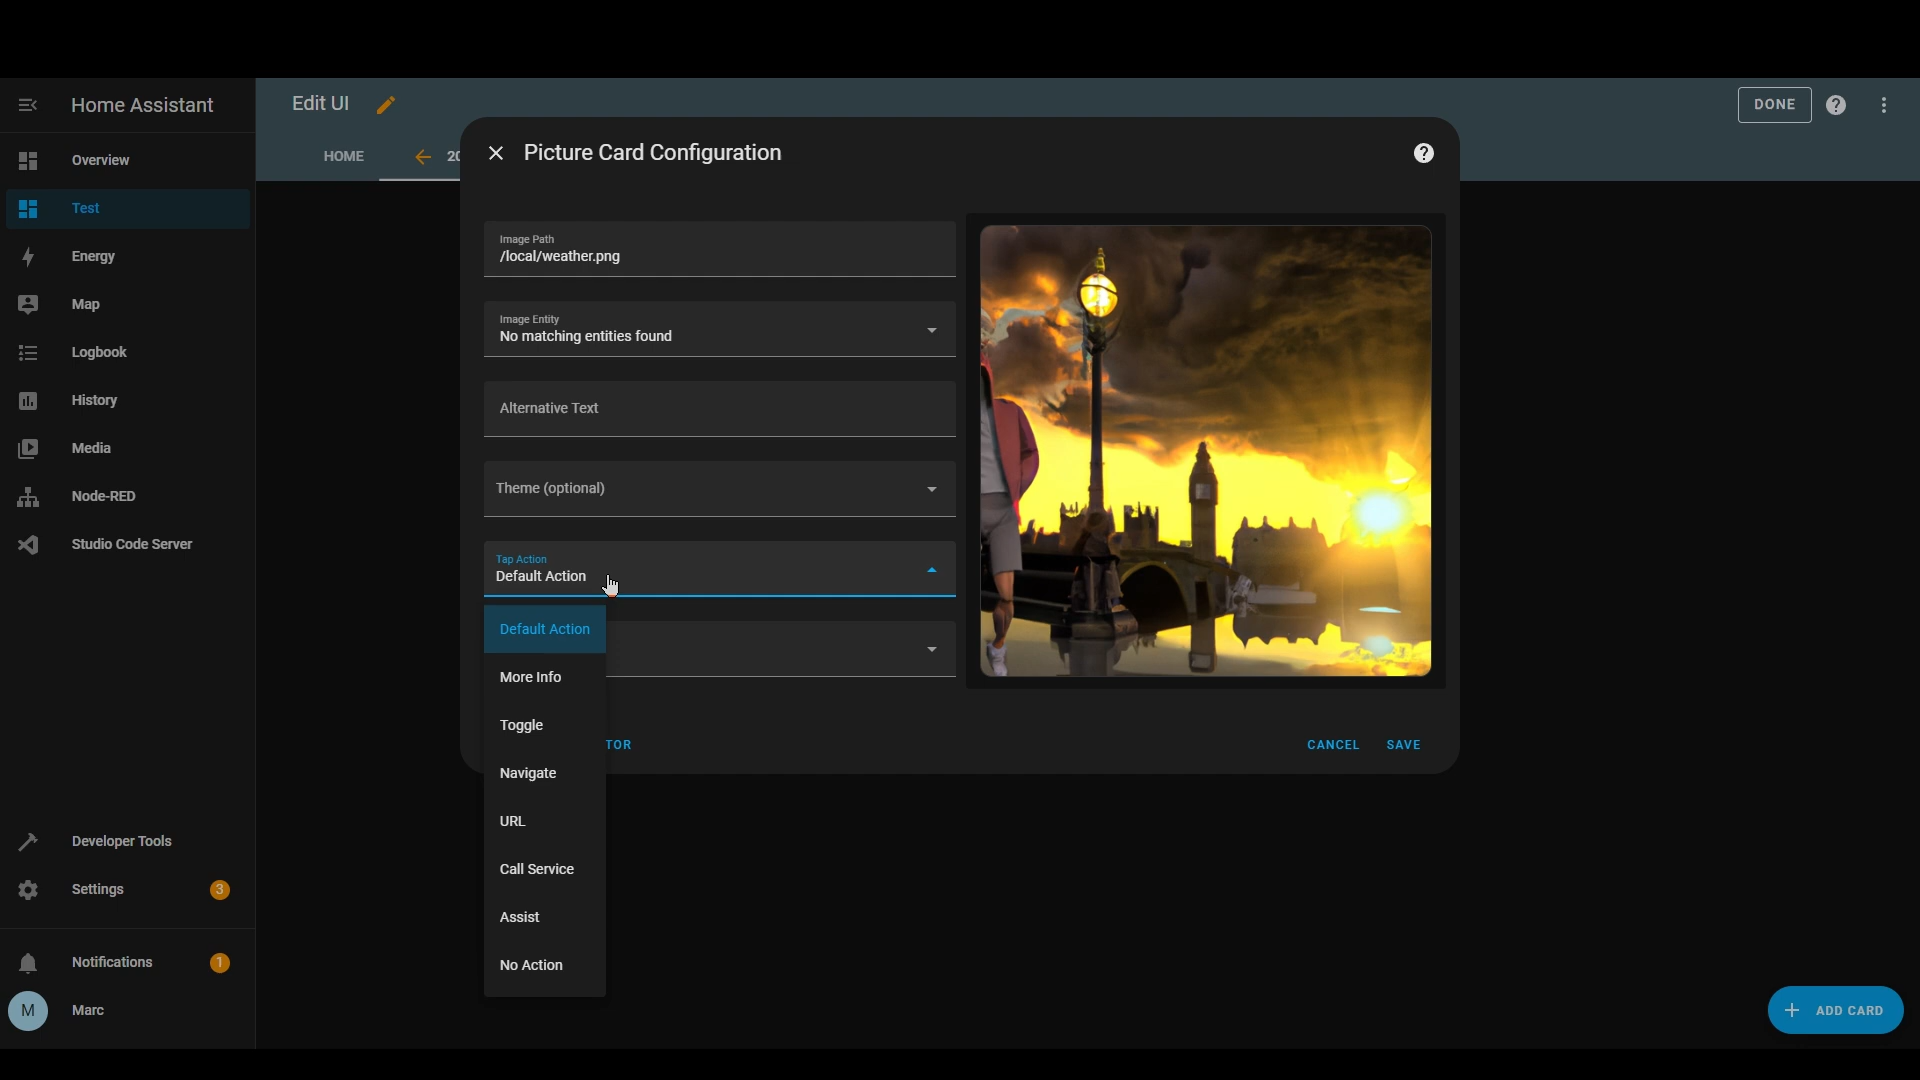 Home Assistant
Overview
Test
Energy
Map
Logbook
History
Media
Node-RED
Studio Code Server
Developer Tools
Settings 3
Notifications 1
M Marc
Edit UI
DONE
HOME
20
Picture Card Configuration
Image Path
/local/weather.png
Image Entity
No matching entities found
Alternative Text
Theme (optional)
Tap Action
Default Action
Default Action
More Info
Toggle
Navigate
URL
Call Service
Assist
No Action
TOR
CANCEL SAVE
ADD CARD